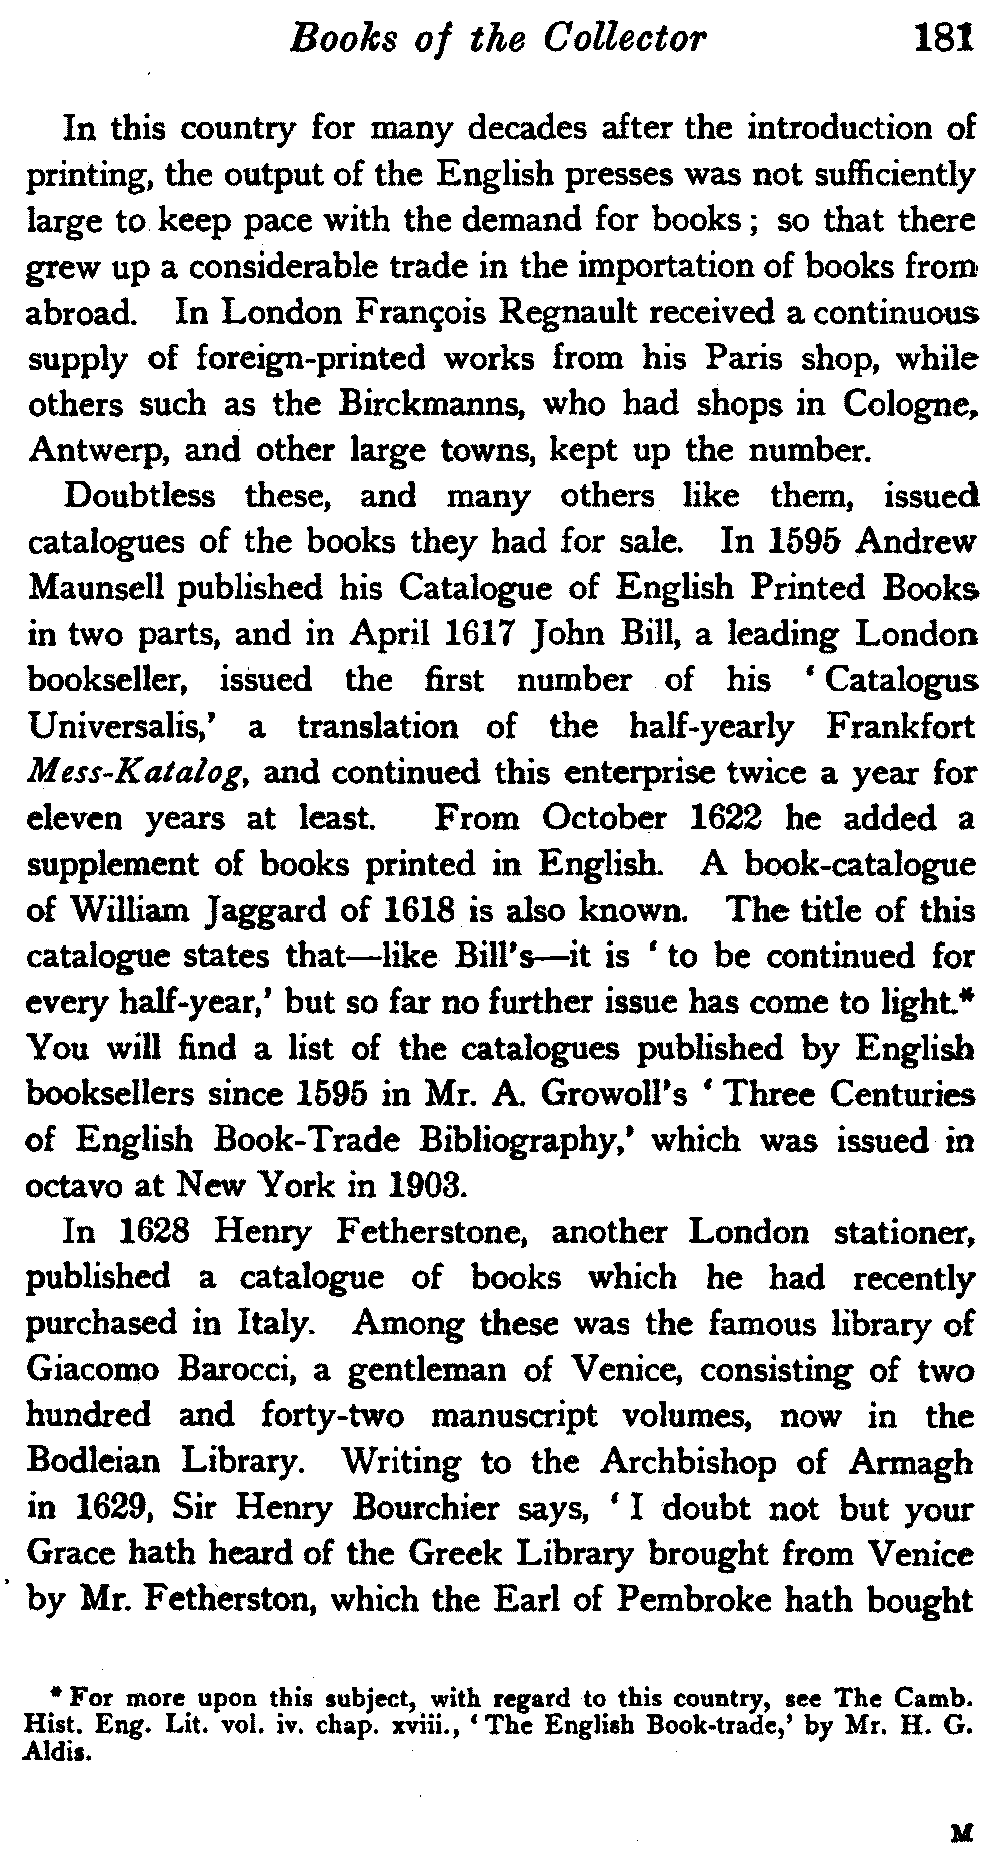 Books of the Collector 181
In this country for many decades after the introduction of
printing, the output of the English presses was not sufficiently
large to keep pace with the demand for books ; so that there
grew up a considerable trade in the importation of books from
abroad. In London François Regnault received a continuous
supply of foreign-printed works from his Paris shop, while
others such as the Birckmanns, who had shops in Cologne,
Antwerp, and other large towns, kept up the number.
Doubtless these, and many others like them, issued
catalogues of the books they had for sale. In 1595 Andrew
Maunsell published his Catalogue of English Printed Books
in two parts, and in April 1617 John Bill, a leading London
bookseller, issued the first number of his ‘ Catalogus
Universalis,’ a translation of the half-yearly Frankfort
Mess-Katalog, and continued this enterprise twice a year for
eleven years at least. From October 1622 he added a
supplement of books printed in English. A book-catalogue
of William Jaggard of 1618 is also known. The title of this
catalogue states that—like Bill’s—it is ‘ to be continued for
every half-year,’ but so far no further issue has come to light.*
You will find a list of the catalogues published by English
booksellers since 1595 in Mr. A. Growoll’s ‘ Three Centuries
of English Book-Trade Bibliography,’ which was issued in
octavo at New York in 1903.
In 1628 Henry Fetherstone, another London stationer,
published a catalogue of books which he had recently
purchased in Italy. Among these was the famous library of
Giacomo Barocci, a gentleman of Venice, consisting of two
hundred and forty-two manuscript volumes, now in the
Bodleian Library. Writing to the Archbishop of Armagh
in 1629, Sir Henry Bourchier says, ‘ I doubt not but your
Grace hath heard of the Greek Library brought from Venice
by Mr. Fetherston, which the Earl of Pembroke hath bought
* For more upon this subject, with regard to this country, see The Camb.
Hist. Eng. Lit. vol. iv. chap. xviii., ‘ The English Book-trade,’ by Mr. H. G.
Aldis.
M